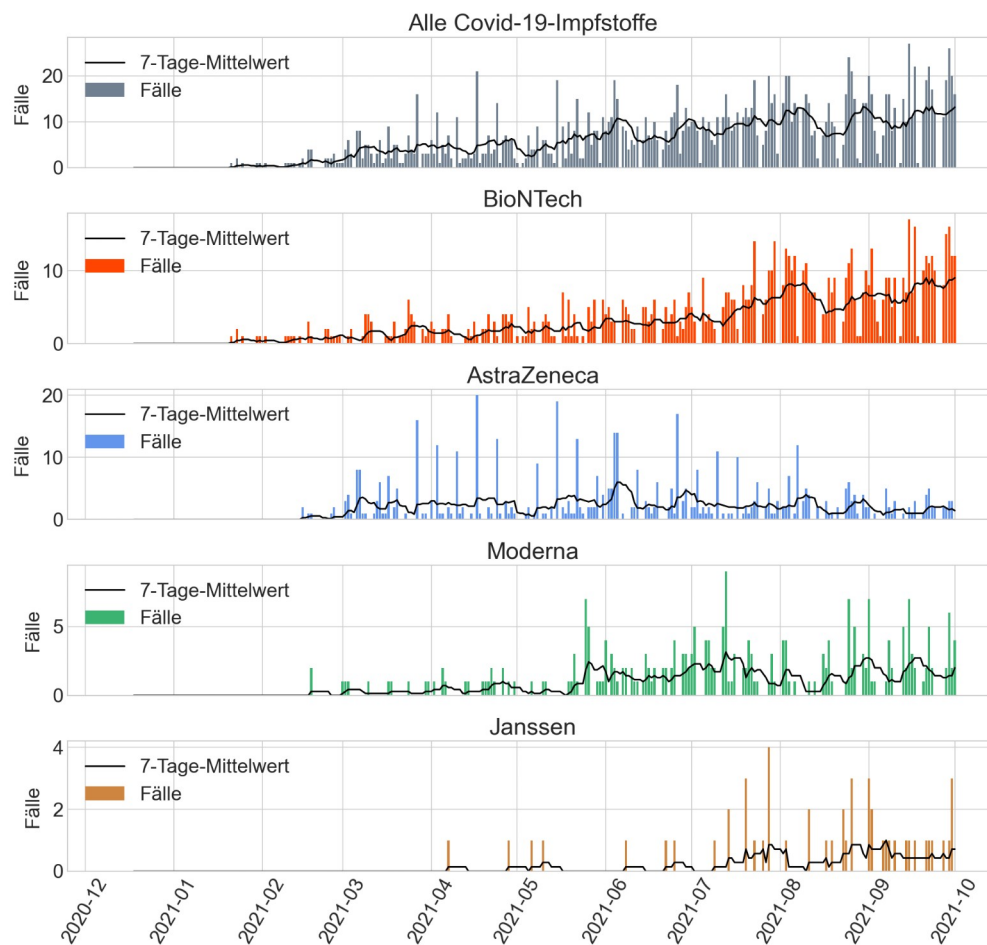 Alle Covid-19-Impfstoffe
Fälle
20
10
0
7-Tage-Mittelwert
Fälle
BioNTech
Fälle
10
0
7-Tage-Mittelwert
Fälle
AstraZeneca
Fälle
20
10
0
7-Tage-Mittelwert
Fälle
Moderna
Fälle
5
0
7-Tage-Mittelwert
Fälle
Janssen
Fälle
4
2
0
7-Tage-Mittelwert
Fälle
2020-12
2021-01
2021-02
2021-03
2021-04
2021-05
2021-06
2021-07
2021-08
2021-09
2021-10